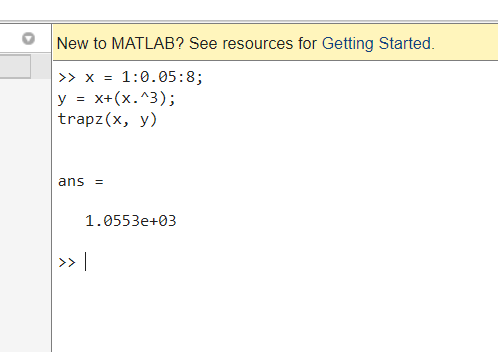 New to MATLAB? See resources for Getting Started.
>> x = 1:0.05:8;
y = x+(x.^3);
trapz(x, y)
ans =
1.0553e+03
>>